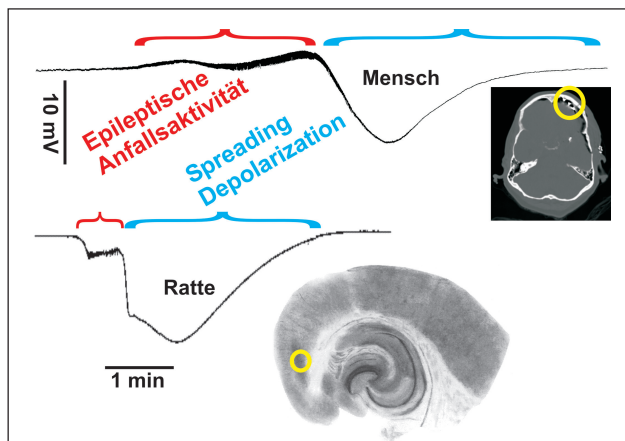 Mensch
10 mV
Epileptische
Anfallsaktivität
Spreading
Depolarization
Ratte
1 min